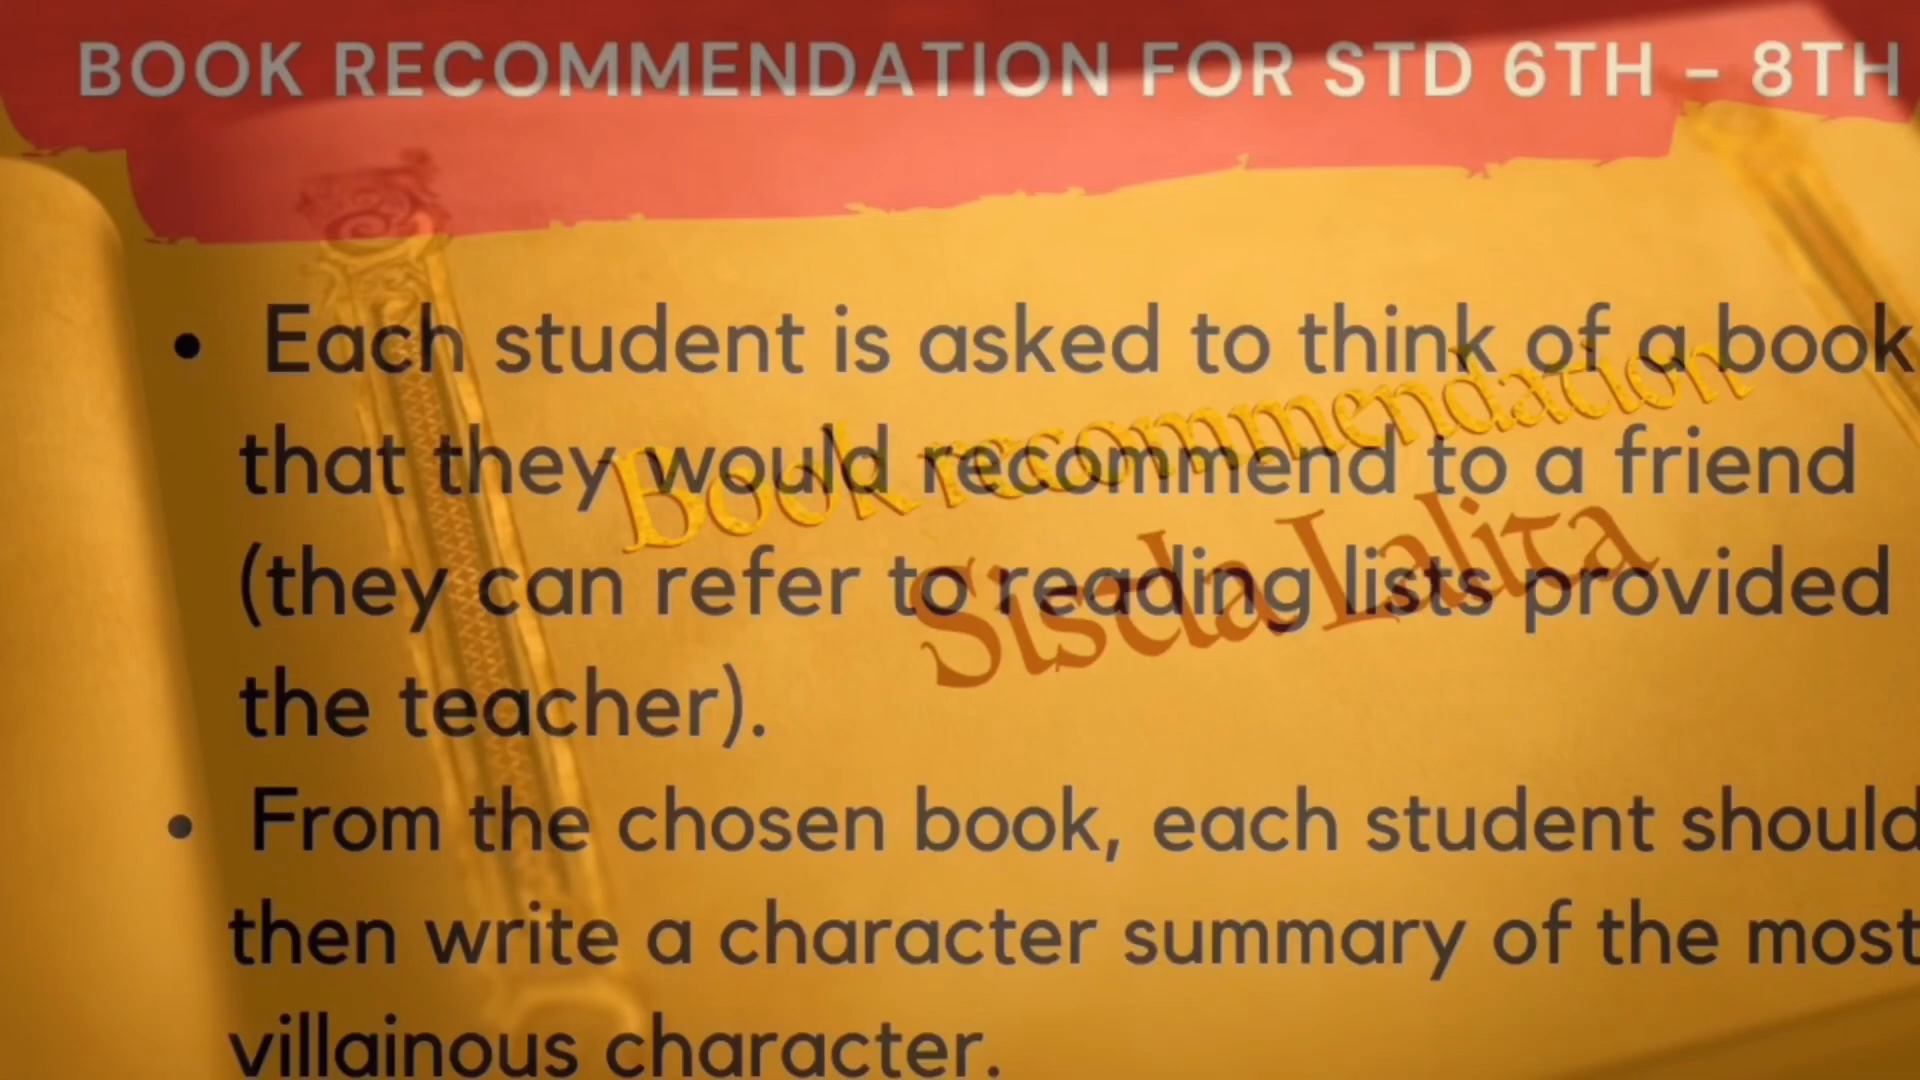 BOOK RECOMMENDATION FOR STD 6TH – 8TH
• Each student is asked to think of a book
that they would recommend to a friend
(they can refer to reading lists provided
the teacher).
• From the chosen book, each student should
then write a character summary of the most
villainous character.
Book recommendation
Sisda Lalita